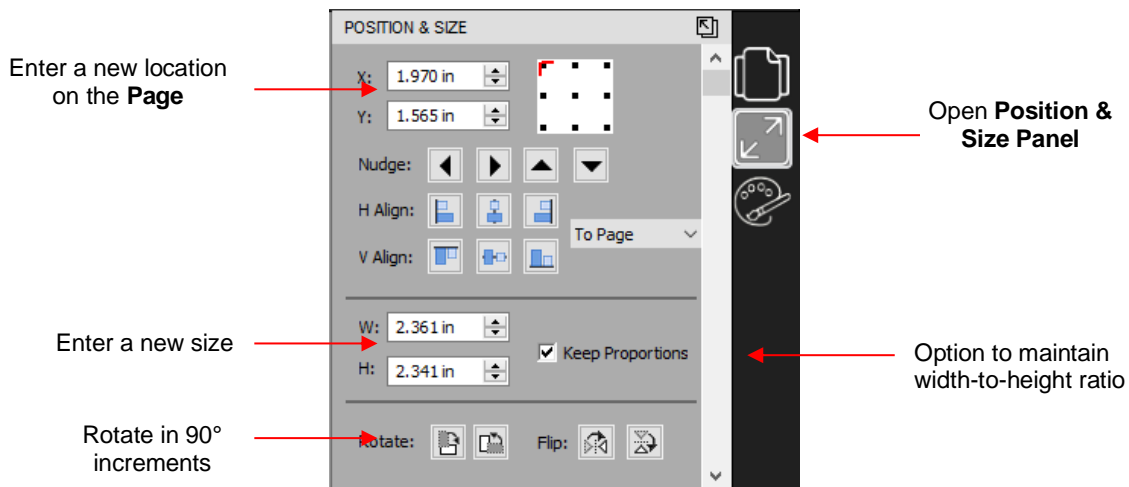 POSITION & SIZE
Enter a new location
on the Page
X: 1.970 in
Y: 1.565 in
Open Position &
Size Panel
Nudge:
H Align:
To Page
V Align:
Enter a new size
W: 2.361 in
Keep Proportions
H: 2.341 in
Option to maintain
width-to-height ratio
Rotate in 90°
increments
Rotate:
Flip: